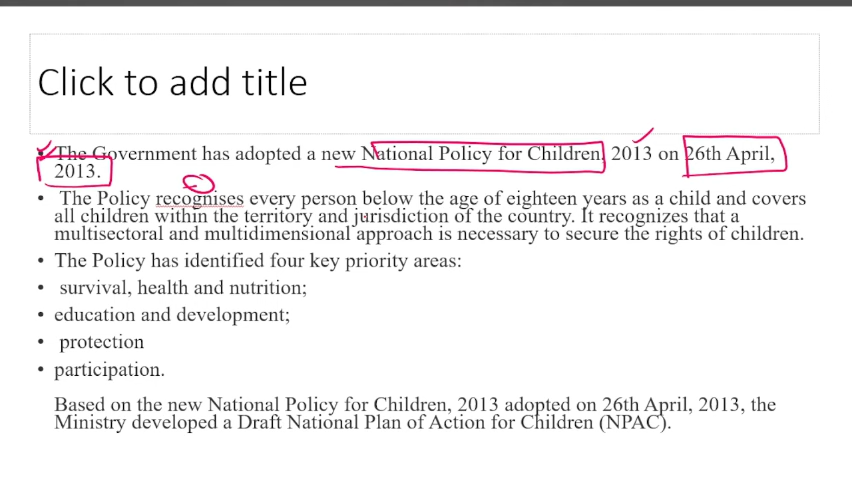 Click to add title
• The Government has adopted a new National Policy for Children, 2013 on 26th April,
2013.
• The Policy recognises every person below the age of eighteen years as a child and covers
all children within the territory and jurisdiction of the country. It recognizes that a
multisectoral and multidimensional approach is necessary to secure the rights of children.
• The Policy has identified four key priority areas:
• survival, health and nutrition;
• education and development;
• protection
• participation.
Based on the new National Policy for Children, 2013 adopted on 26th April, 2013, the
Ministry developed a Draft National Plan of Action for Children (NPAC).